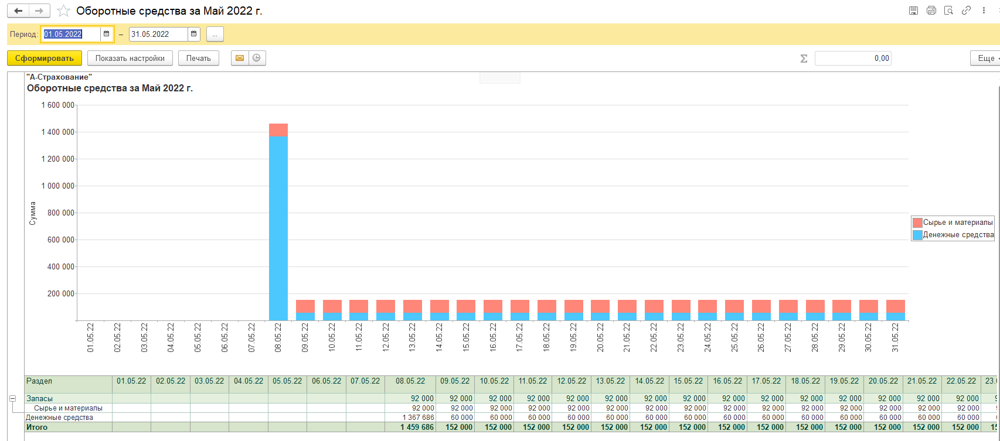 Оборотные средства за Май 2022 г.
Период: 01.05.2022 – 31.05.2022 ...
Сформировать Показать настройки Печать Σ 0,00 Еще
"А-Страхование"
Оборотные средства за Май 2022 г.
1 600 000
1 400 000
1 200 000
1 000 000
800 000
600 000
400 000
200 000
Сумма
Сырье и материалы
Денежные средства
01.05.22 02.05.22 03.05.22 04.05.22 05.05.22 06.05.22 07.05.22 08.05.22 09.05.22 10.05.22 11.05.22 12.05.22 13.05.22 14.05.22 15.05.22 16.05.22 17.05.22 18.05.22 19.05.22 20.05.22 21.05.22 22.05.22 23.05.22 24.05.22 25.05.22 26.05.22 27.05.22 28.05.22 29.05.22 30.05.22 31.05.22
Раздел 01.05.22 02.05.22 03.05.22 04.05.22 05.05.22 06.05.22 07.05.22 08.05.22 09.05.22 10.05.22 11.05.22 12.05.22 13.05.22 14.05.22 15.05.22 16.05.22 17.05.22 18.05.22 19.05.22 20.05.22 21.05.22 22.05.22 23.
Запасы 92 000 92 000 92 000 92 000 92 000 92 000 92 000 92 000 92 000 92 000 92 000 92 000 92 000 92 000 92 000
Сырье и материалы 92 000 92 000 92 000 92 000 92 000 92 000 92 000 92 000 92 000 92 000 92 000 92 000 92 000 92 000 92 000
Денежные средства 1 367 686 60 000 60 000 60 000 60 000 60 000 60 000 60 000 60 000 60 000 60 000 60 000 60 000 60 000 60 000
Итого 1 459 686 152 000 152 000 152 000 152 000 152 000 152 000 152 000 152 000 152 000 152 000 152 000 152 000 152 000 152 000 15